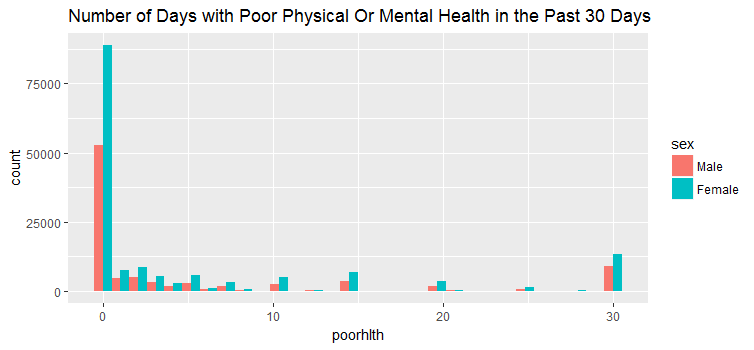 Number of Days with Poor Physical Or Mental Health in the Past 30 Days
count
75000
50000
25000
0
0
10
20
30
poorhlth
sex
Male
Female